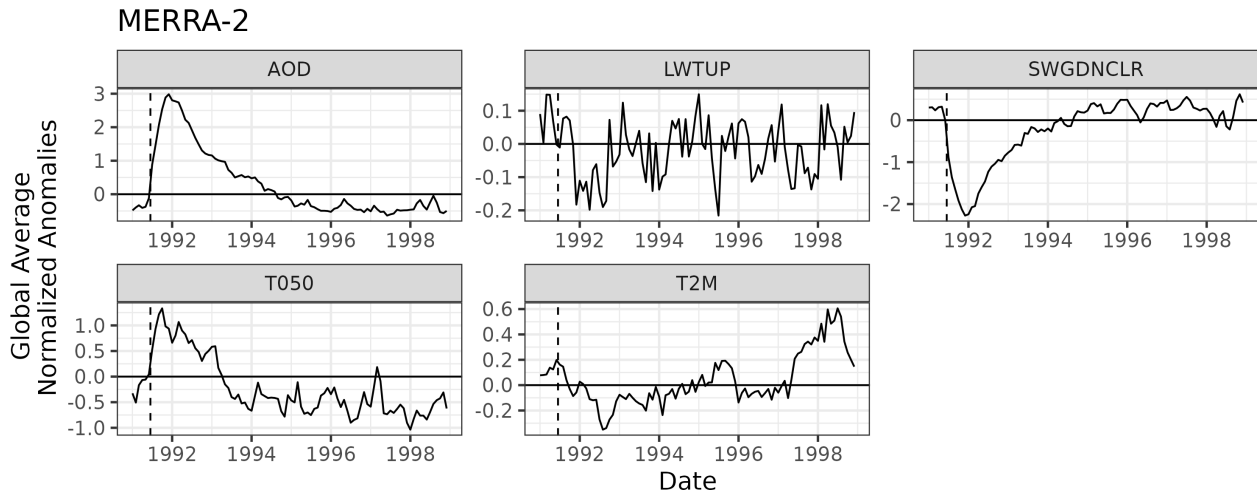 MERRA-2
AOD
LWTUP
SWGDNCLR
3
2
1
0
0.1
0.0
-0.1
-0.2
0
-1
-2
1992 1994 1996 1998
1992 1994 1996 1998
1992 1994 1996 1998
T050
T2M
1.0
0.5
0.0
-0.5
-1.0
0.6
0.4
0.2
0.0
-0.2
1992 1994 1996 1998
1992 1994 1996 1998
Global Average
Normalized Anomalies
Date